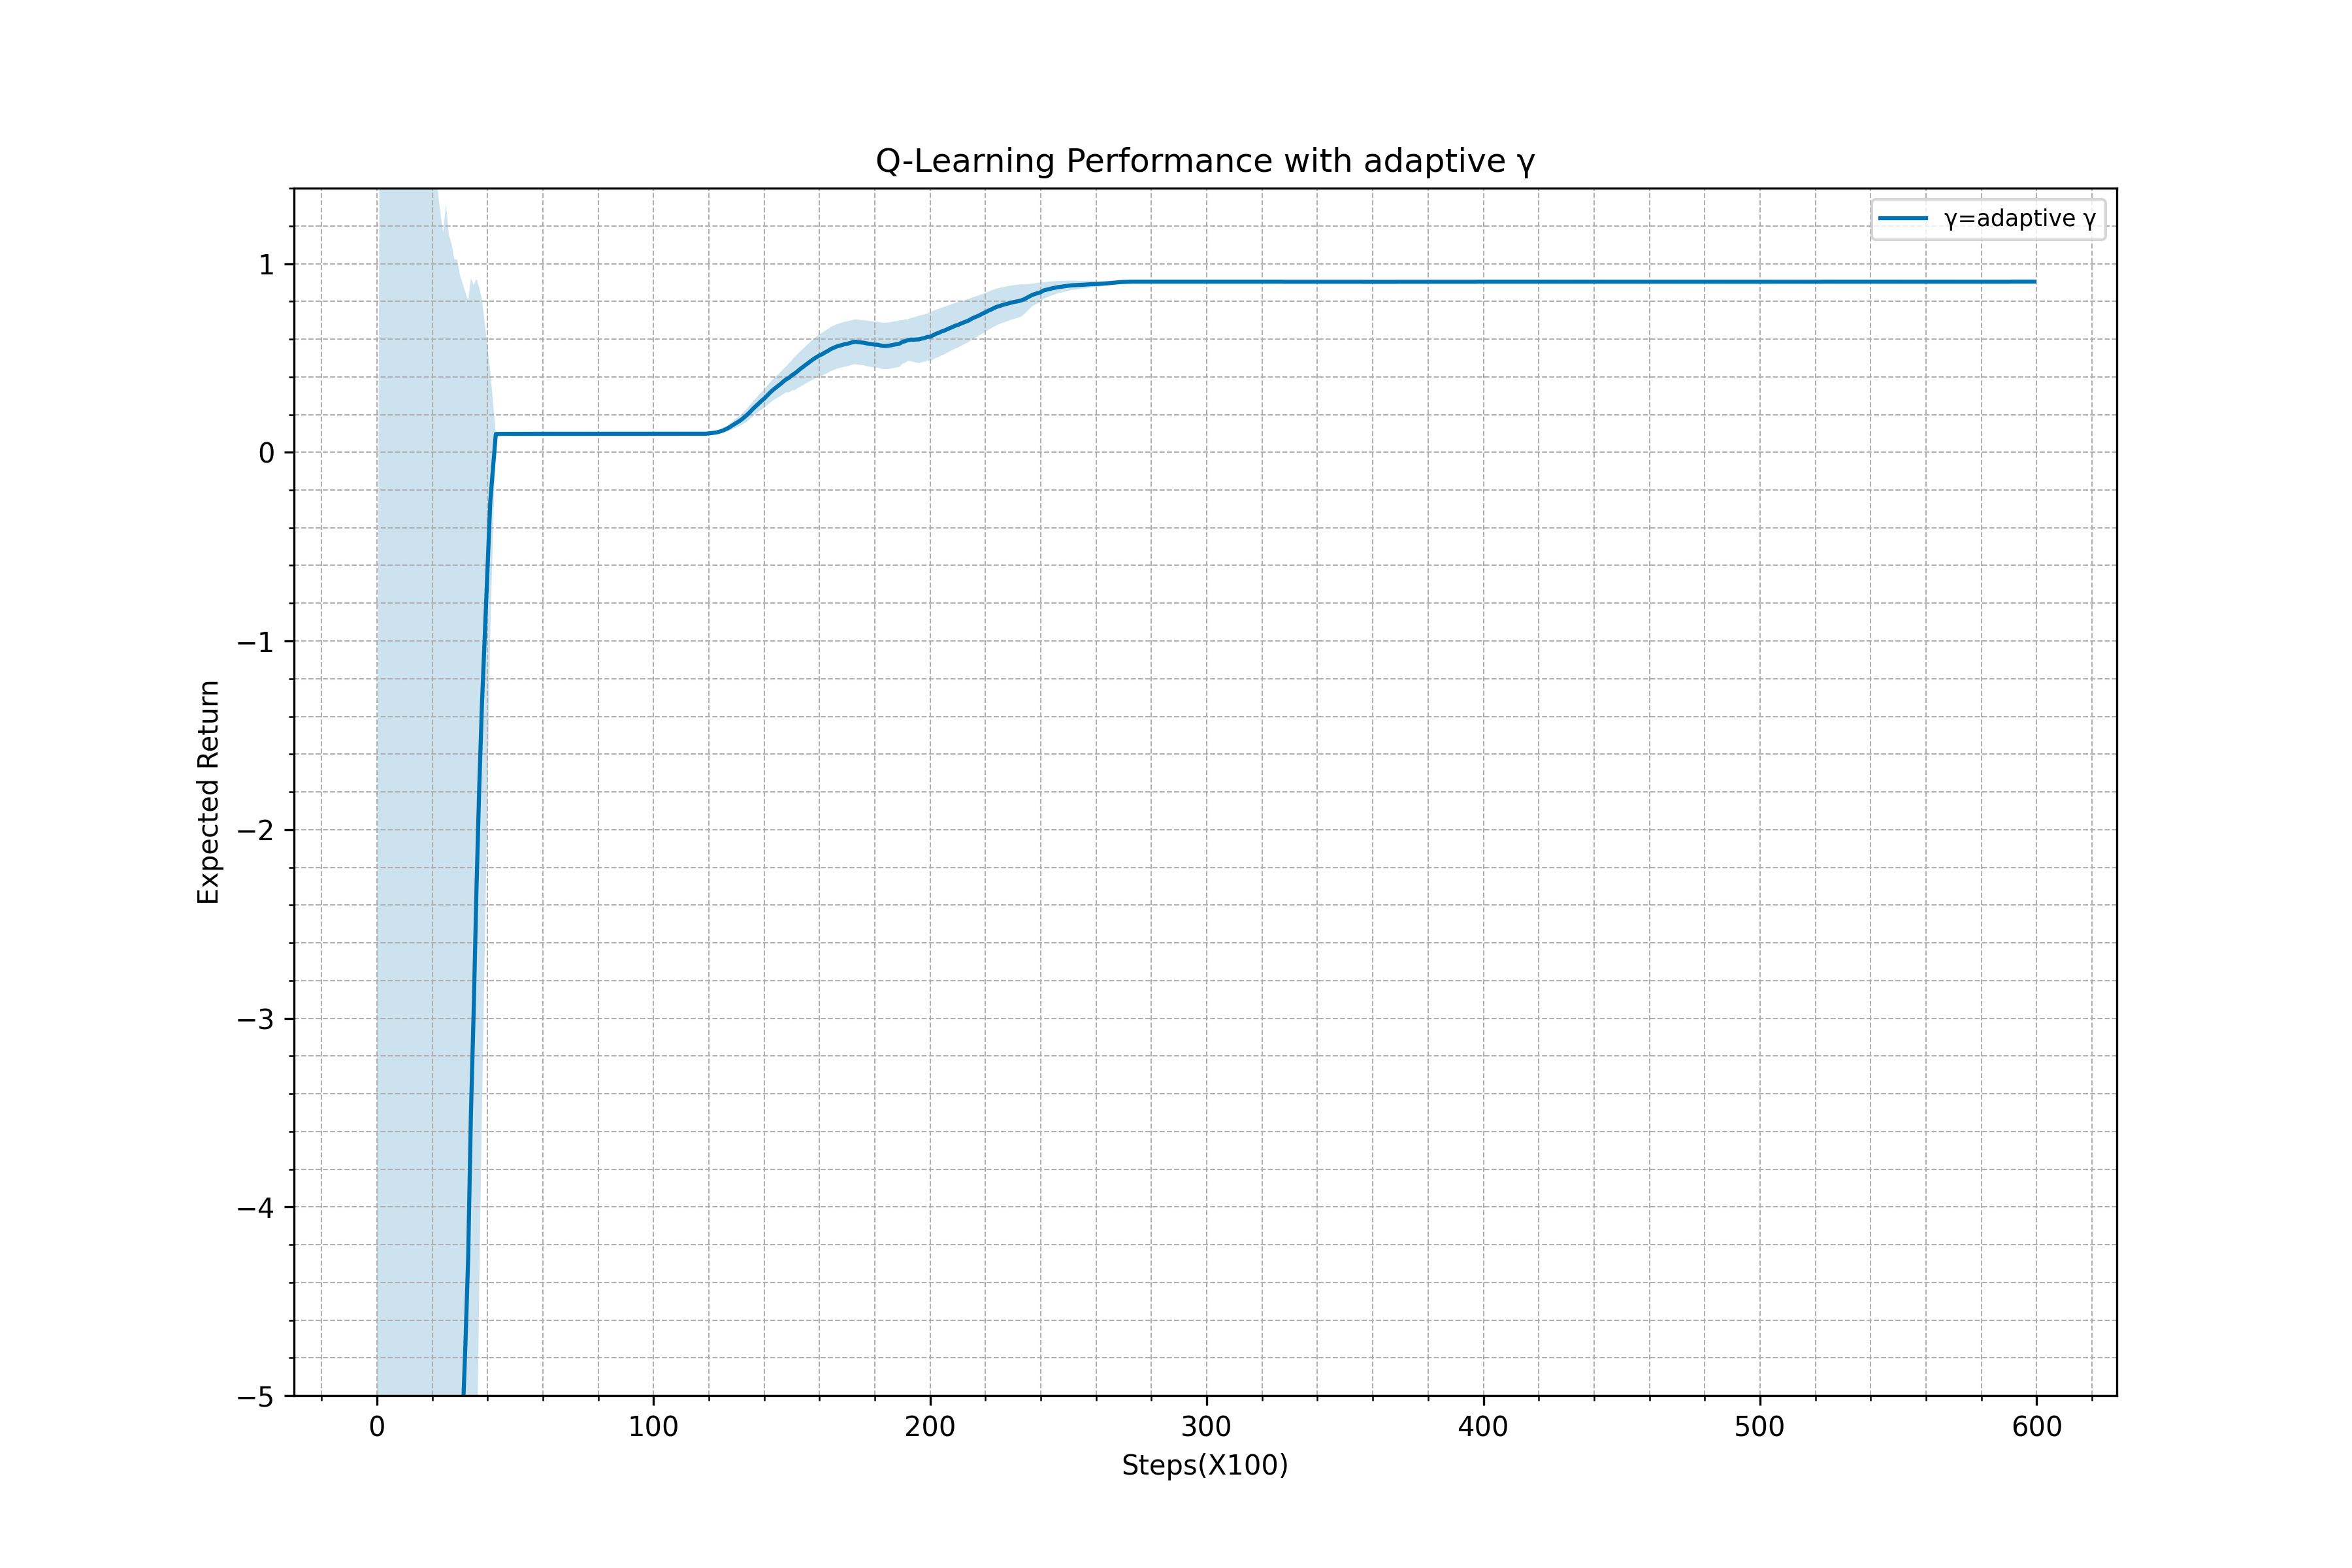 Q-Learning Performance with adaptive γ
γ=adaptive γ
Expected Return
1
0
−1
−2
−3
−4
−5
0 100 200 300 400 500 600
Steps(X100)